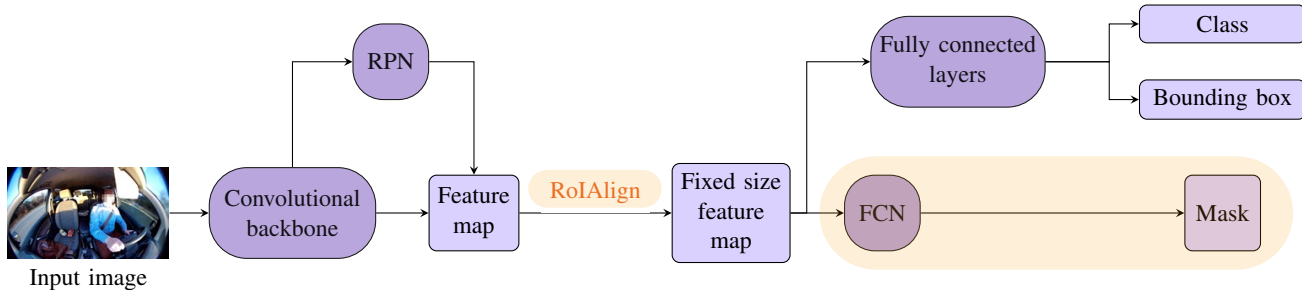 Input image
Convolutional
backbone
RPN
Feature
map
RoIAlign
Fixed size
feature
map
Fully connected
layers
Class
Bounding box
FCN
Mask